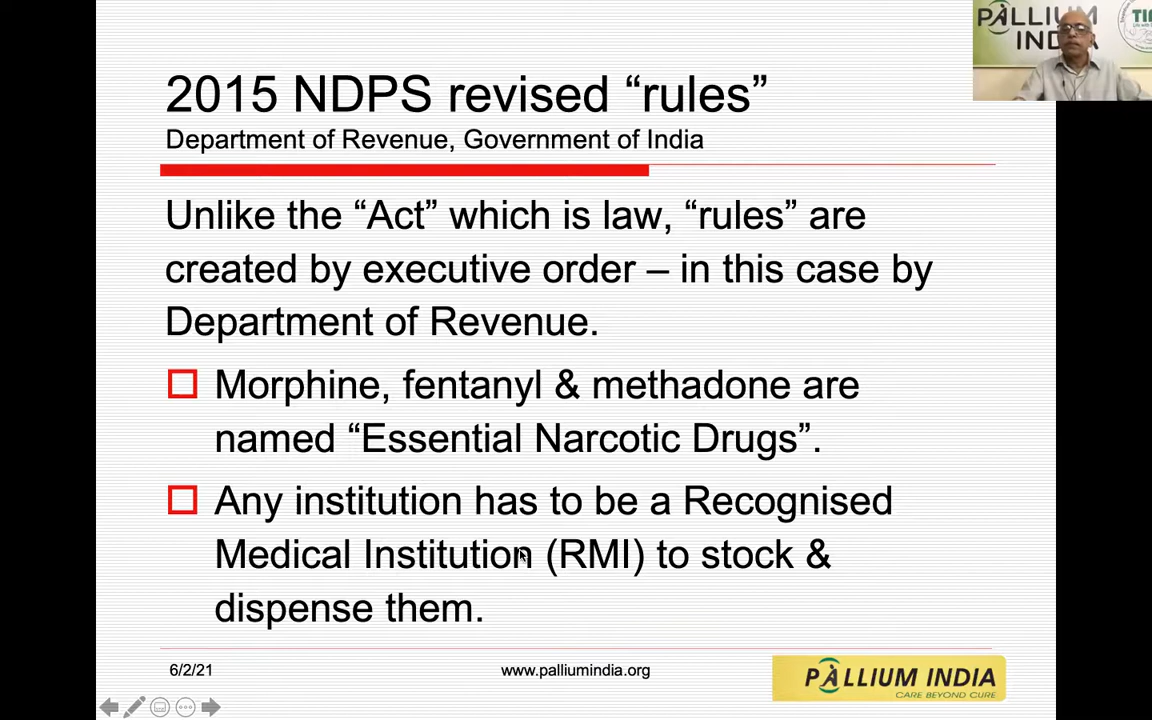 PALLIUM
INDIA
TI
2015 NDPS revised “rules”
Department of Revenue, Government of India
Unlike the “Act” which is law, “rules” are
created by executive order – in this case by
Department of Revenue.
Morphine, fentanyl & methadone are
named “Essential Narcotic Drugs”.
Any institution has to be a Recognised
Medical Institution (RMI) to stock &
dispense them.
6/2/21
www.palliumindia.org
PALLIUM INDIA
CARE BEYOND CURE